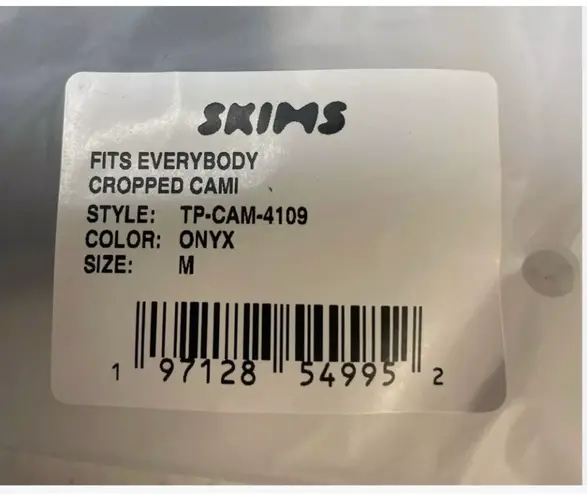 SKIMS
FITS EVERYBODY
CROPPED CAMI
STYLE: TP-CAM-4109
COLOR: ONYX
SIZE: M
1 97128 54995 2